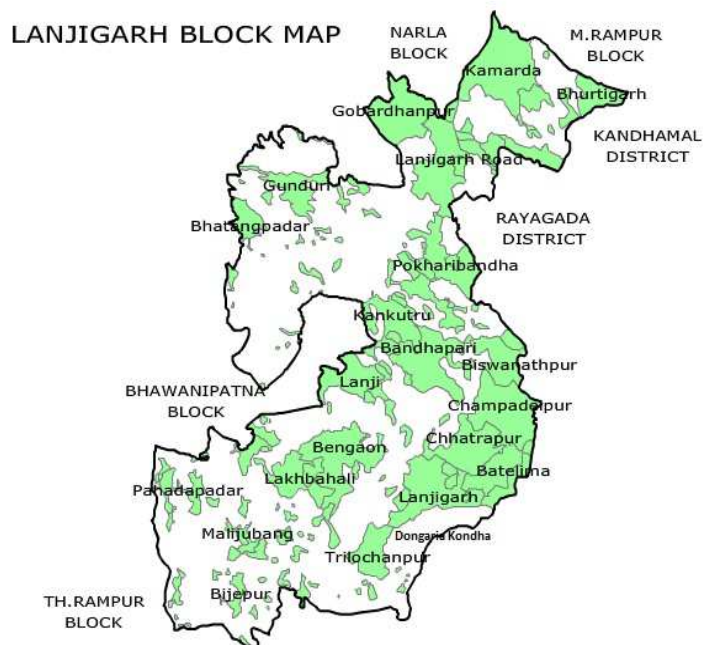 LANJIGARH BLOCK MAP
NARLA
BLOCK
M.RAMPUR
BLOCK
Kamarda
Bhurtigarh
Gobardhanpur
KANDHAMAL
DISTRICT
Lanjigarh Road
Gunduri
RAYAGADA
DISTRICT
Bhatangpadar
Pokharibandha
Kankutru
Bandhapari
Biswanathpur
Lanji
BHAWANIPATNA
BLOCK
Champadeipur
Chhatrapur
Bengaon
Batelima
Lakhbahali
Pahadapadar
Lanjigarh
Malijubang
Dongaria Kondha
Trilochanpur
Bijepur
TH.RAMPUR
BLOCK